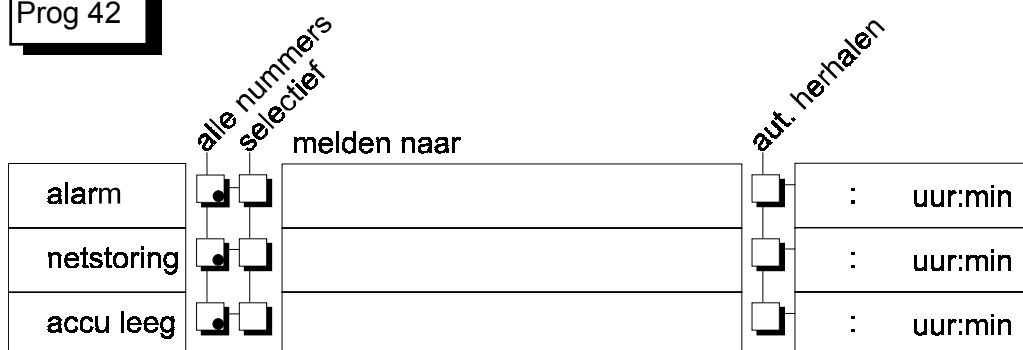 Prog 42
alle nummers
selectief
melden naar
aut. herhalen
alarm : uur:min
netstoring : uur:min
accu leeg : uur:min